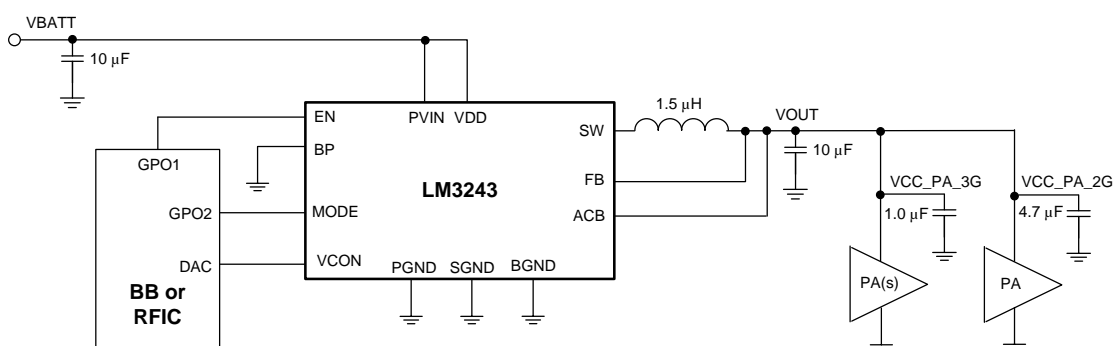 VBATT
10 μF
1.5 μH
EN
PVIN VDD
SW
VOUT
GPO1
BP
10 μF
LM3243
FB
VCC_PA_3G
VCC_PA_2G
GPO2
MODE
ACB
1.0 μF
4.7 μF
DAC
VCON
PGND
SGND
BGND
BB or
RFIC
PA(s)
PA